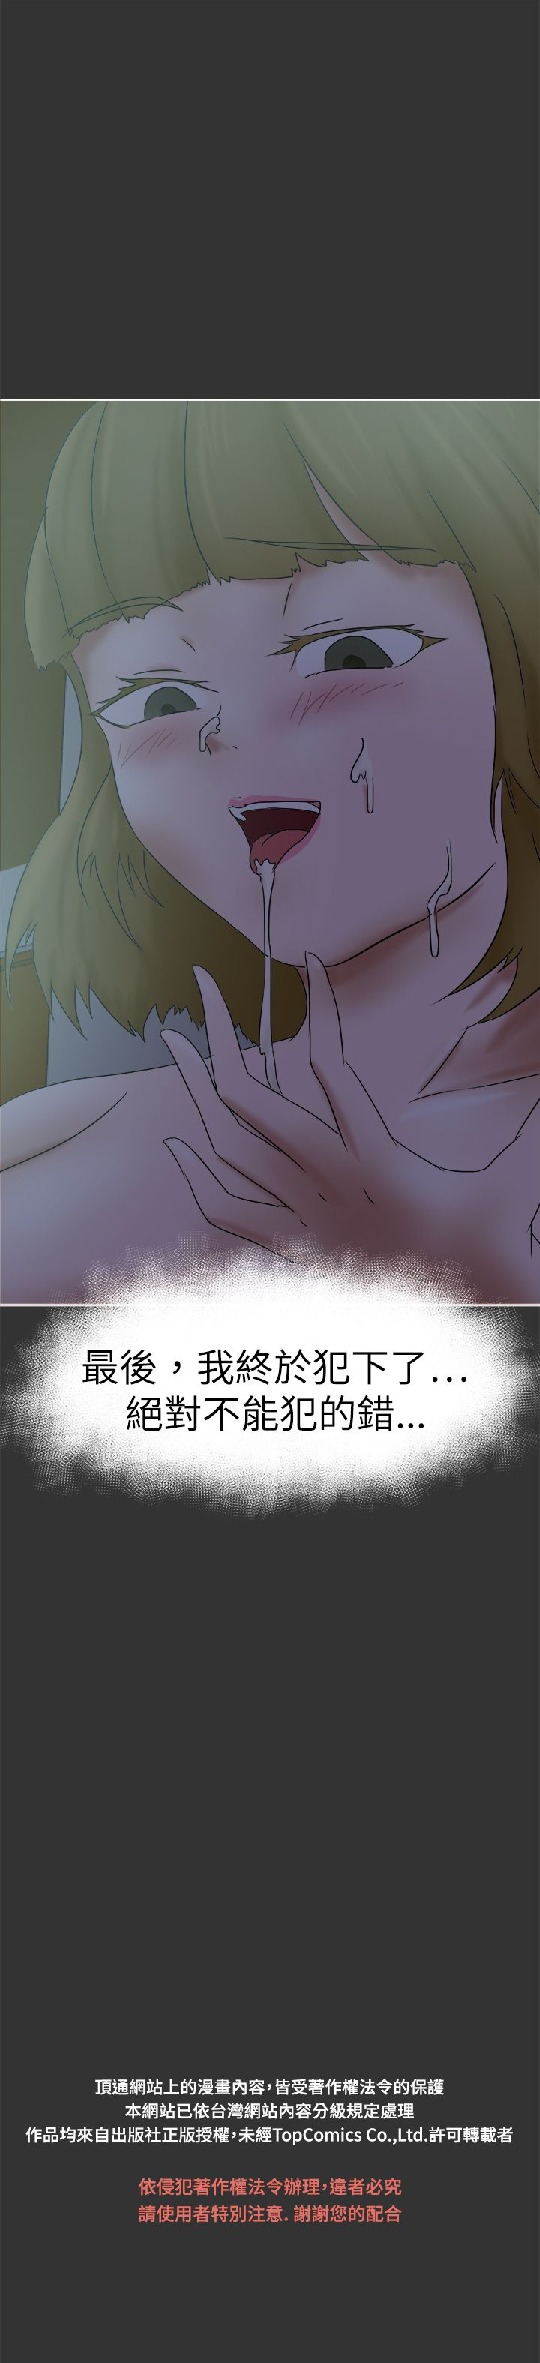 最後，我終於犯下了...
絕對不能犯的錯...
頂通網站上的漫畫內容，皆受著作權法令的保護
本網站已依台灣網站內容分級規定處理
作品均來自出版社正版授權，未經TopComics Co.,Ltd.許可轉載者
依侵犯著作權法令辦理，違者必究
請使用者特別注意. 謝謝您的配合